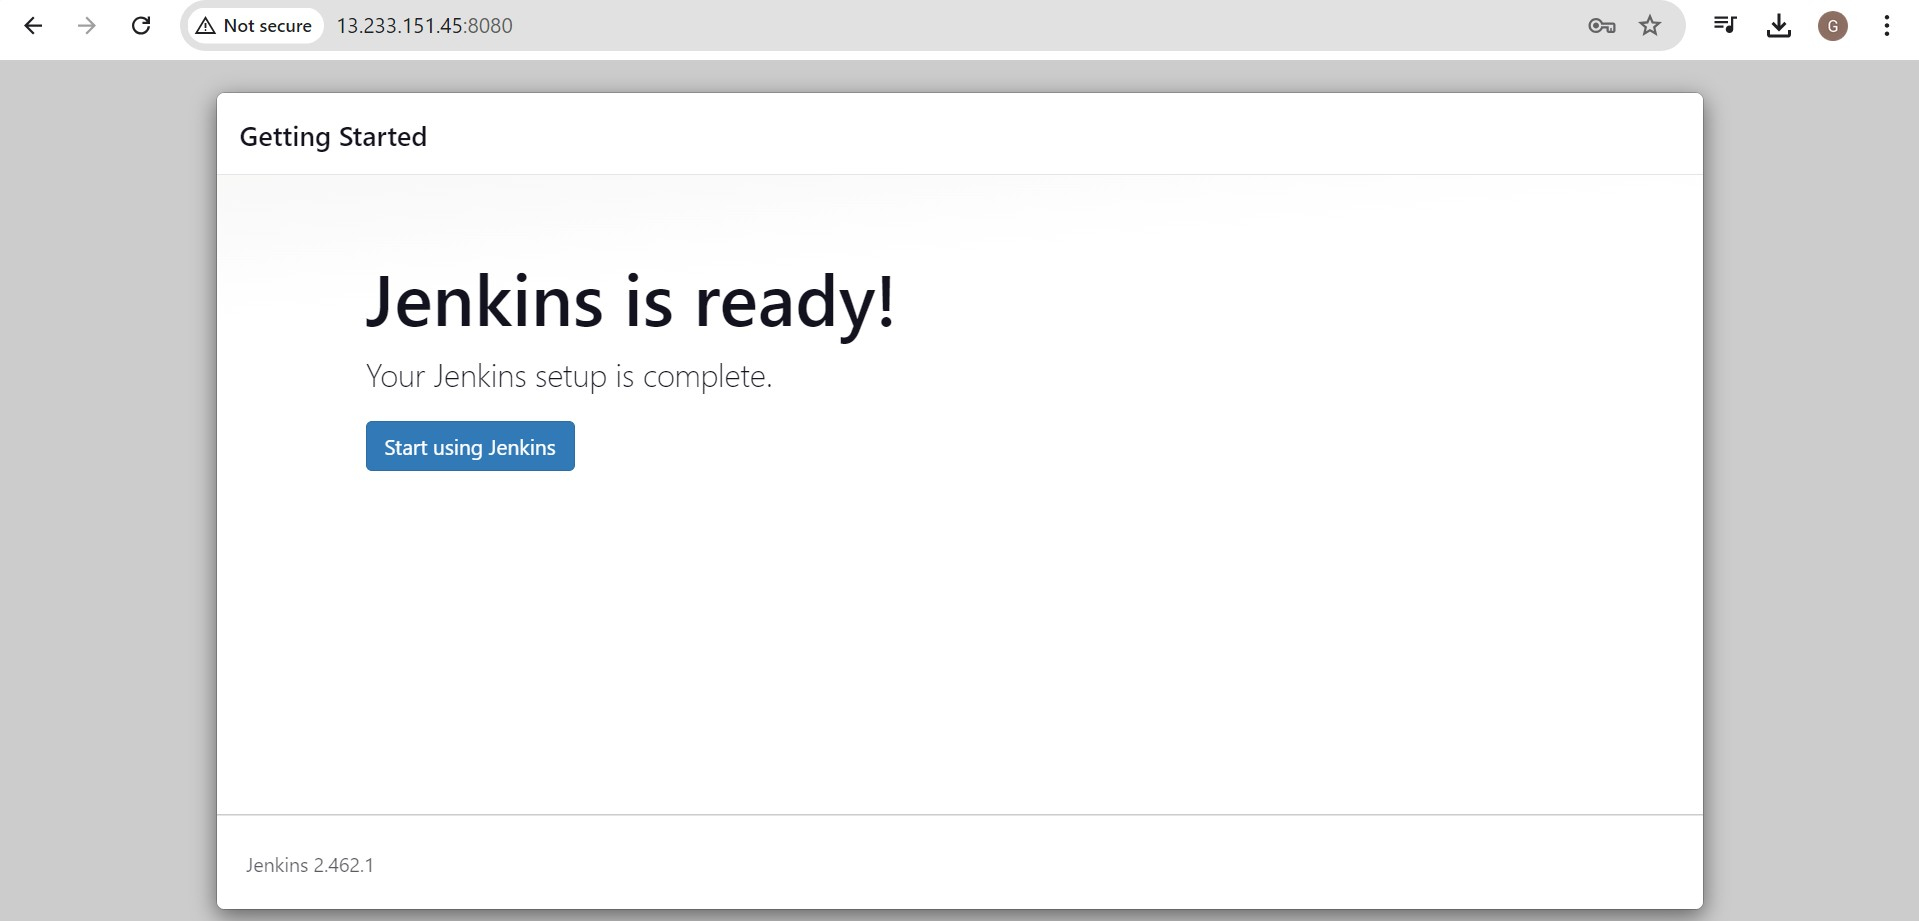 Not secure 13.233.151.45:8080
G
Getting Started
Jenkins is ready!
Your Jenkins setup is complete.
Start using Jenkins
Jenkins 2.462.1